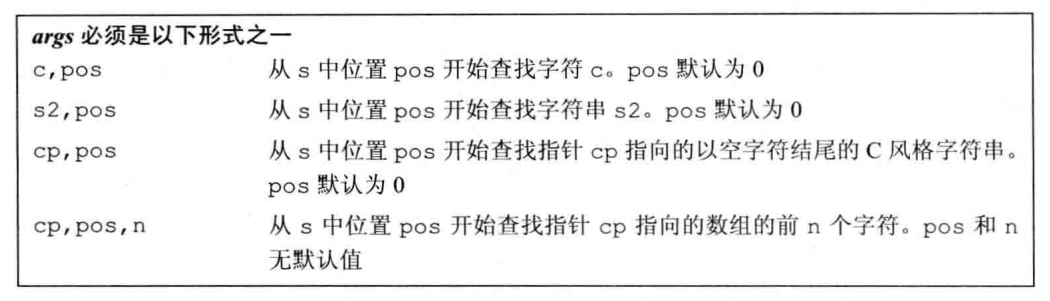 args 必须是以下形式之一
c,pos 从 s 中位置 pos 开始查找字符 c。pos 默认为 0
s2,pos 从 s 中位置 pos 开始查找字符串 s2。pos 默认为 0
cp,pos 从 s 中位置 pos 开始查找指针 cp 指向的以空字符结尾的 C 风格字符串。
pos 默认为 0
cp,pos,n 从 s 中位置 pos 开始查找指针 cp 指向的数组的前 n 个字符。pos 和 n
无默认值